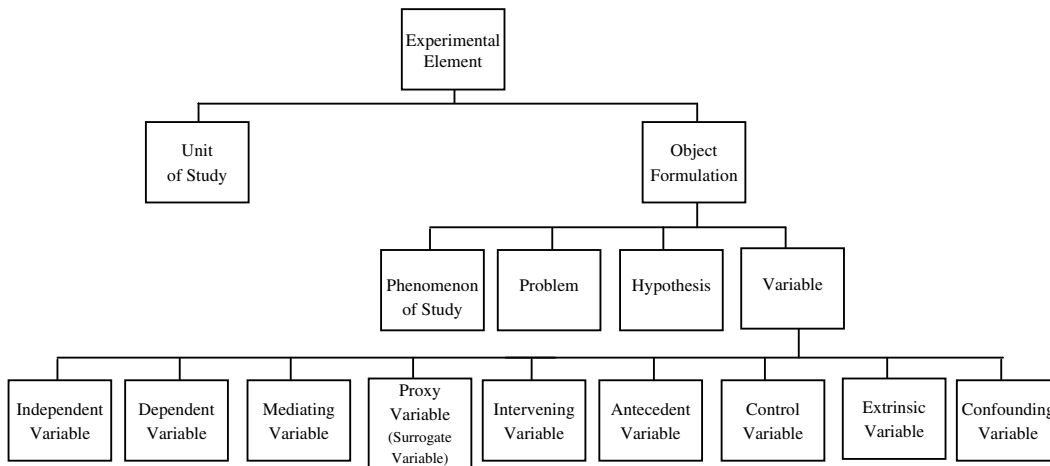 Experimental
Element
Unit
of Study
Object
Formulation
Phenomenon
of Study
Problem
Hypothesis
Variable
Independent
Variable
Dependent
Variable
Mediating
Variable
Proxy
Variable
(Surrogate
Variable)
Intervening
Variable
Antecedent
Variable
Control
Variable
Extrinsic
Variable
Confounding
Variable